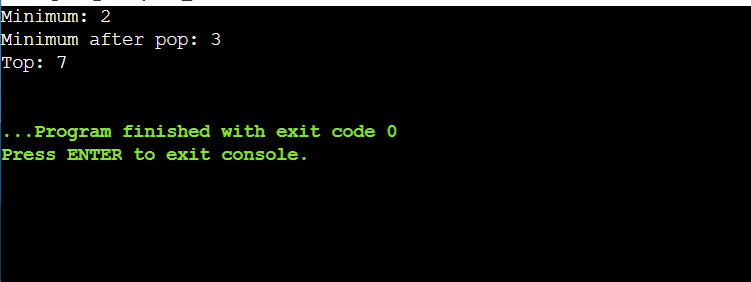 Minimum: 2
Minimum after pop: 3
Top: 7
...Program finished with exit code 0
Press ENTER to exit console.